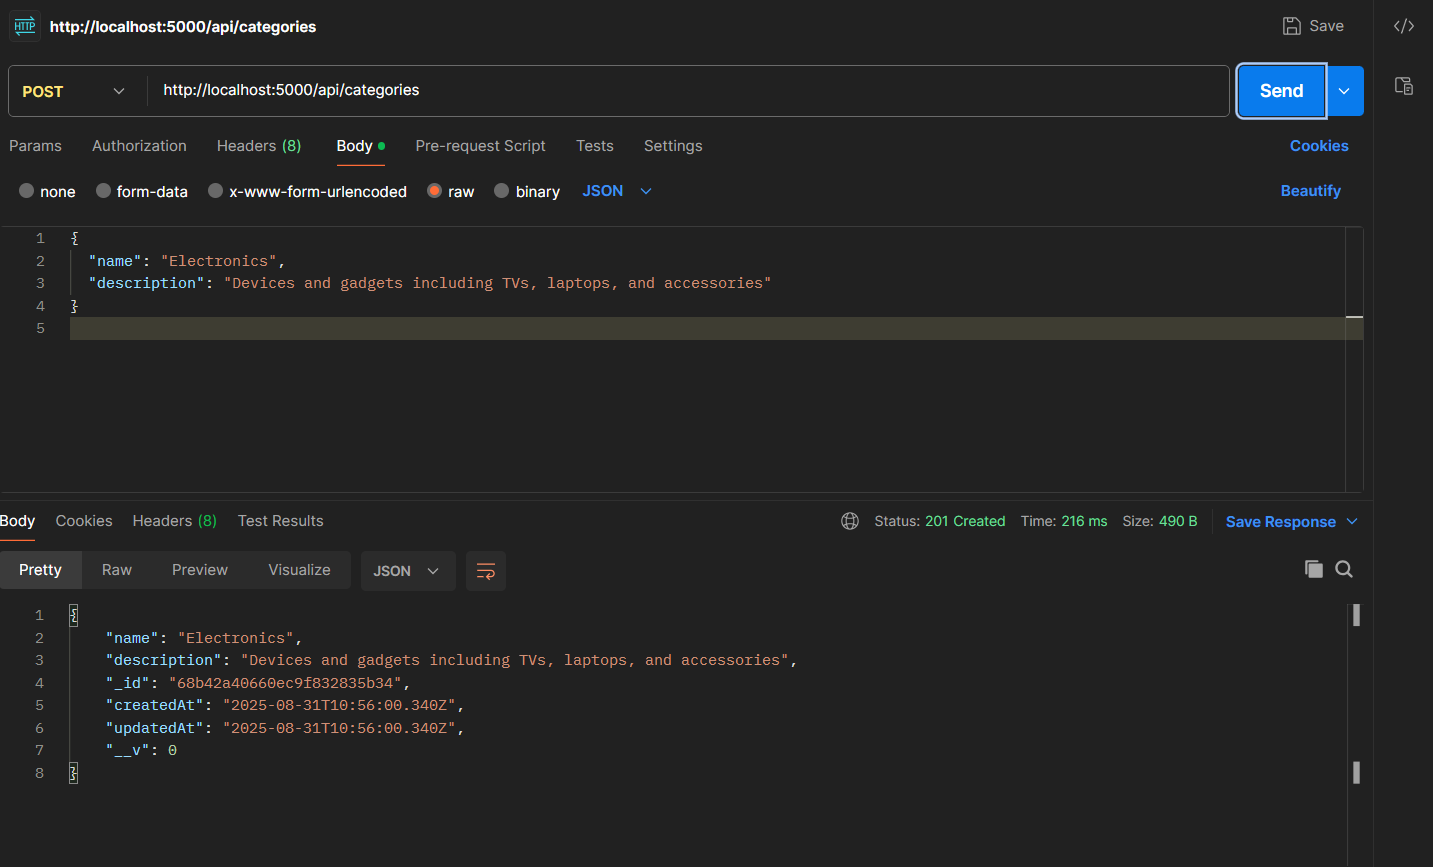 HTTP http://localhost:5000/api/categories Save
POST http://localhost:5000/api/categories Send
Params Authorization Headers (8) Body Pre-request Script Tests Settings Cookies
none form-data x-www-form-urlencoded raw binary JSON Beautify
1 {
2 "name": "Electronics",
3 "description": "Devices and gadgets including TVs, laptops, and accessories"
4 }
5
Body Cookies Headers (8) Test Results Status: 201 Created Time: 216 ms Size: 490 B Save Response
Pretty Raw Preview Visualize JSON
1 {
2 "name": "Electronics",
3 "description": "Devices and gadgets including TVs, laptops, and accessories",
4 "_id": "68b42a40660ec9f832835b34",
5 "createdAt": "2025-08-31T10:56:00.340Z",
6 "updatedAt": "2025-08-31T10:56:00.340Z",
7 "__v": 0
8 }